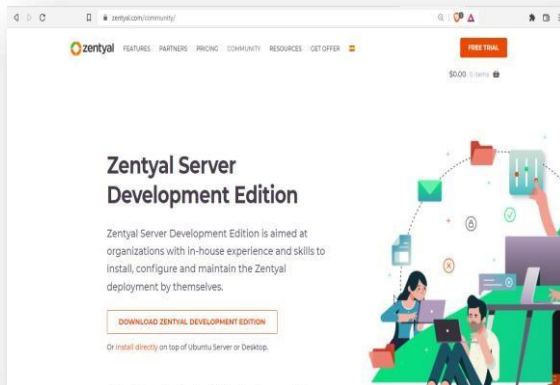 zentyal.com/community/
zentyal FEATURES PARTNERS PRICING COMMUNITY RESOURCES GET OFFER FREE TRIAL
$0.00 0 items
Zentyal Server
Development Edition
Zentyal Server Development Edition is aimed at
organizations with in-house experience and skills to
install, configure and maintain the Zentyal
deployment by themselves.
DOWNLOAD ZENTYAL DEVELOPMENT EDITION
Or install directly on top of Ubuntu Server or Desktop.